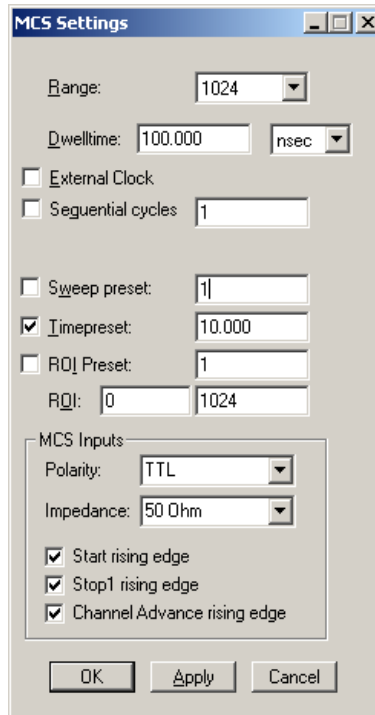 MCS Settings
Range: 1024
Dwelltime: 100.000 nsec
External Clock
Seguential cycles 1
Sweep preset: 1
Timepreset: 10.000
ROI Preset: 1
ROI: 0 1024
MCS Inputs
Polarity: TTL
Impedance: 50 Ohm
Start rising edge
Stop1 rising edge
Channel Advance rising edge
OK Apply Cancel